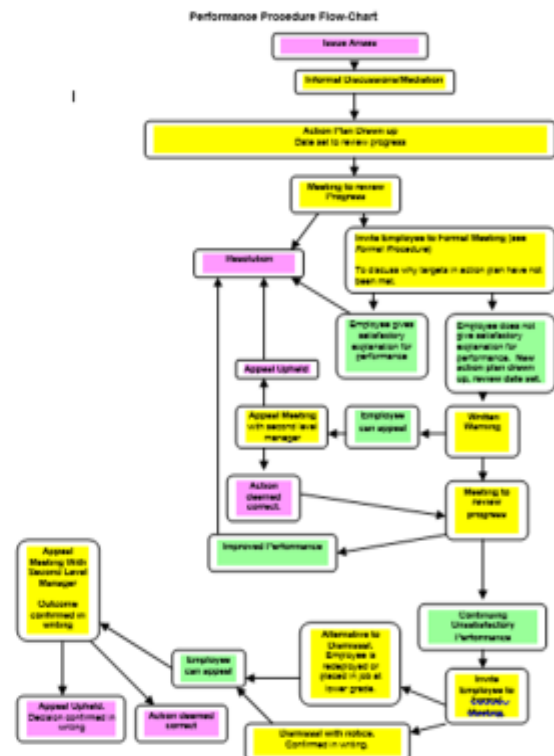 Performance Procedure Flow-Chart
Issue Arises
Informal Discussions/Mediation
Action Plan Drawn up
Date set to review progress
Meeting to review
Progress
Invite Employee to Formal Meeting (see
Formal Procedure)
To discuss why targets in action plan have not
been met.
Resolution
Employee gives
satisfactory
explanation for
performance
Employee does not
give satisfactory
explanation for
performance. New
action plan drawn
up, review date set.
Appeal Upheld
Appeal Meeting
with second level
manager
Employee
can appeal
Written
Warning
Action
deemed
correct.
Meeting to
review
progress
Improved Performance
Appeal
Meeting With
Second Level
Manager
Outcome
confirmed in
writing
Continuing
Unsatisfactory
Performance
Alternative to
Dismissal.
Employee is
redeployed or
placed in job at
lower grade.
Employee
can appeal
Invite
Employee to
Meeting.
Appeal Upheld.
Decision confirmed in
wrong
Action deemed
correct
Dismissal with notice.
Confirmed in wrong.